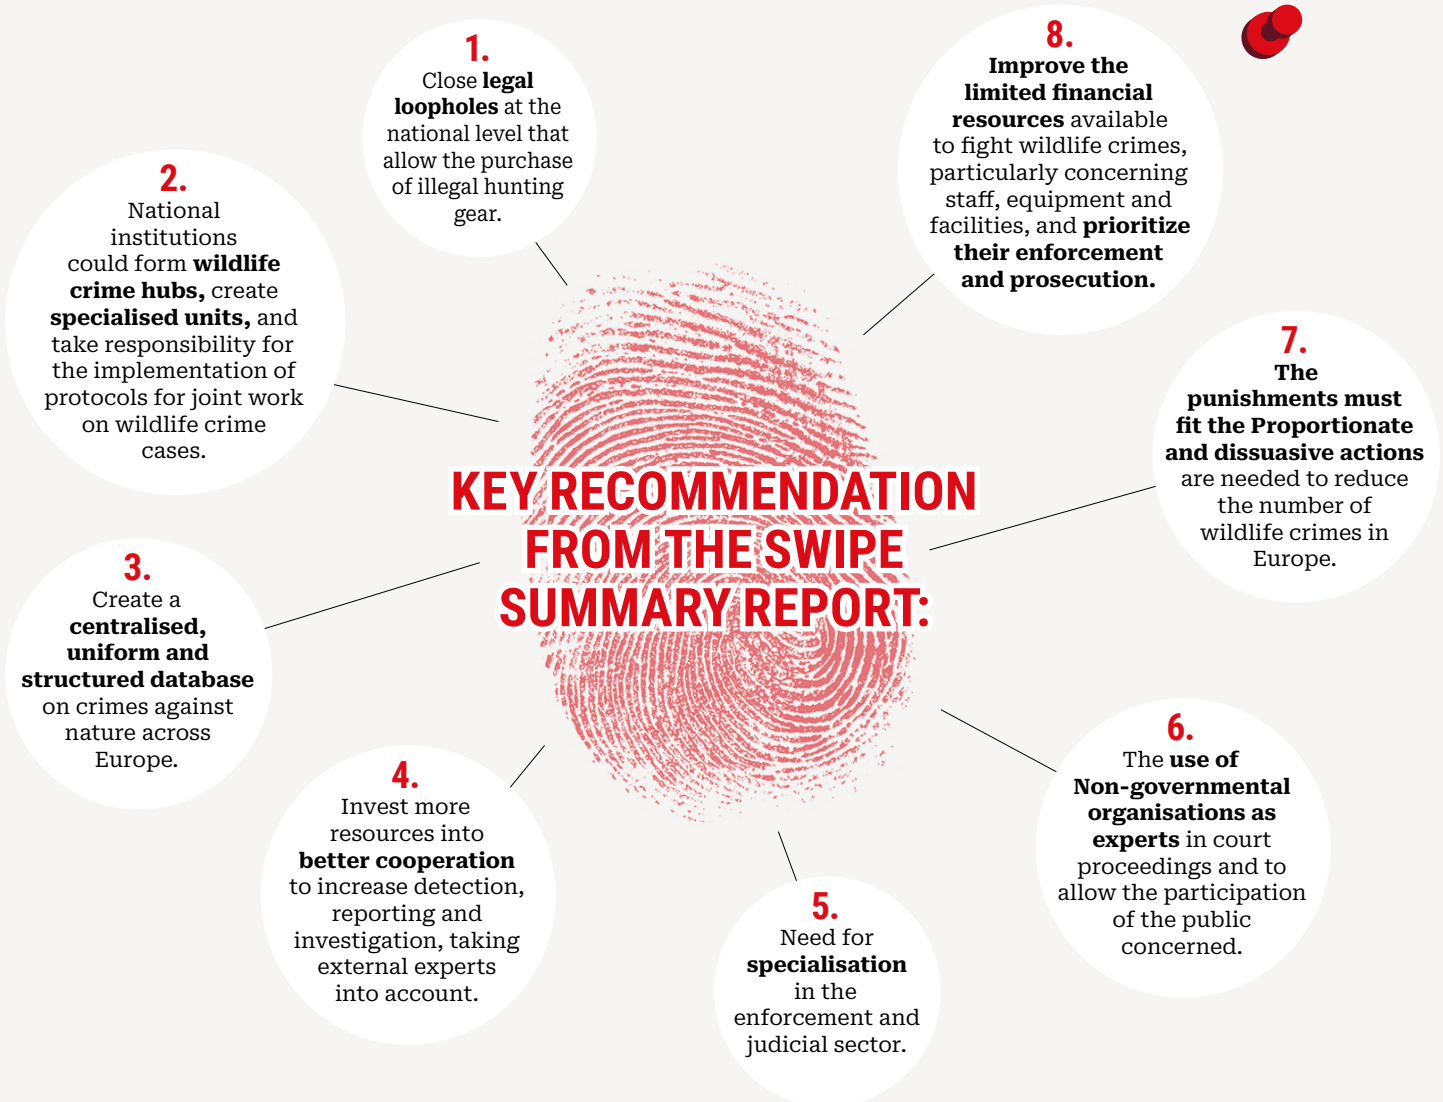 KEY RECOMMENDATION
FROM THE SWIPE
SUMMARY REPORT:
1.
Close legal
loopholes at the
national level that
allow the purchase
of illegal hunting
gear.
2.
National
institutions
could form wildlife
crime hubs, create
specialised units, and
take responsibility for
the implementation of
protocols for joint work
on wildlife crime
cases.
3.
Create a
centralised,
uniform and
structured database
on crimes against
nature across
Europe.
4.
Invest more
resources into
better cooperation
to increase detection,
reporting and
investigation, taking
external experts
into account.
5.
Need for
specialisation
in the
enforcement and
judicial sector.
6.
The use of
Non-governmental
organisations as
experts in court
proceedings and to
allow the participation
of the public
concerned.
7.
The
punishments must
fit the Proportionate
and dissuasive actions
are needed to reduce
the number of
wildlife crimes in
Europe.
8.
Improve the
limited financial
resources available
to fight wildlife crimes,
particularly concerning
staff, equipment and
facilities, and prioritize
their enforcement
and prosecution.